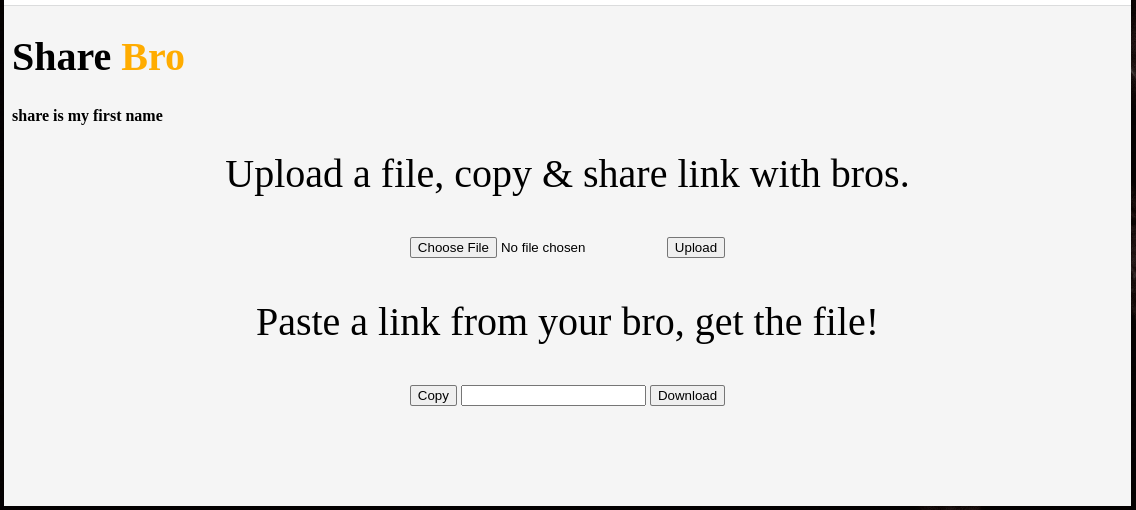 Share Bro
share is my first name
Upload a file, copy & share link with bros.
Choose File No file chosen Upload
Paste a link from your bro, get the file!
Copy Download